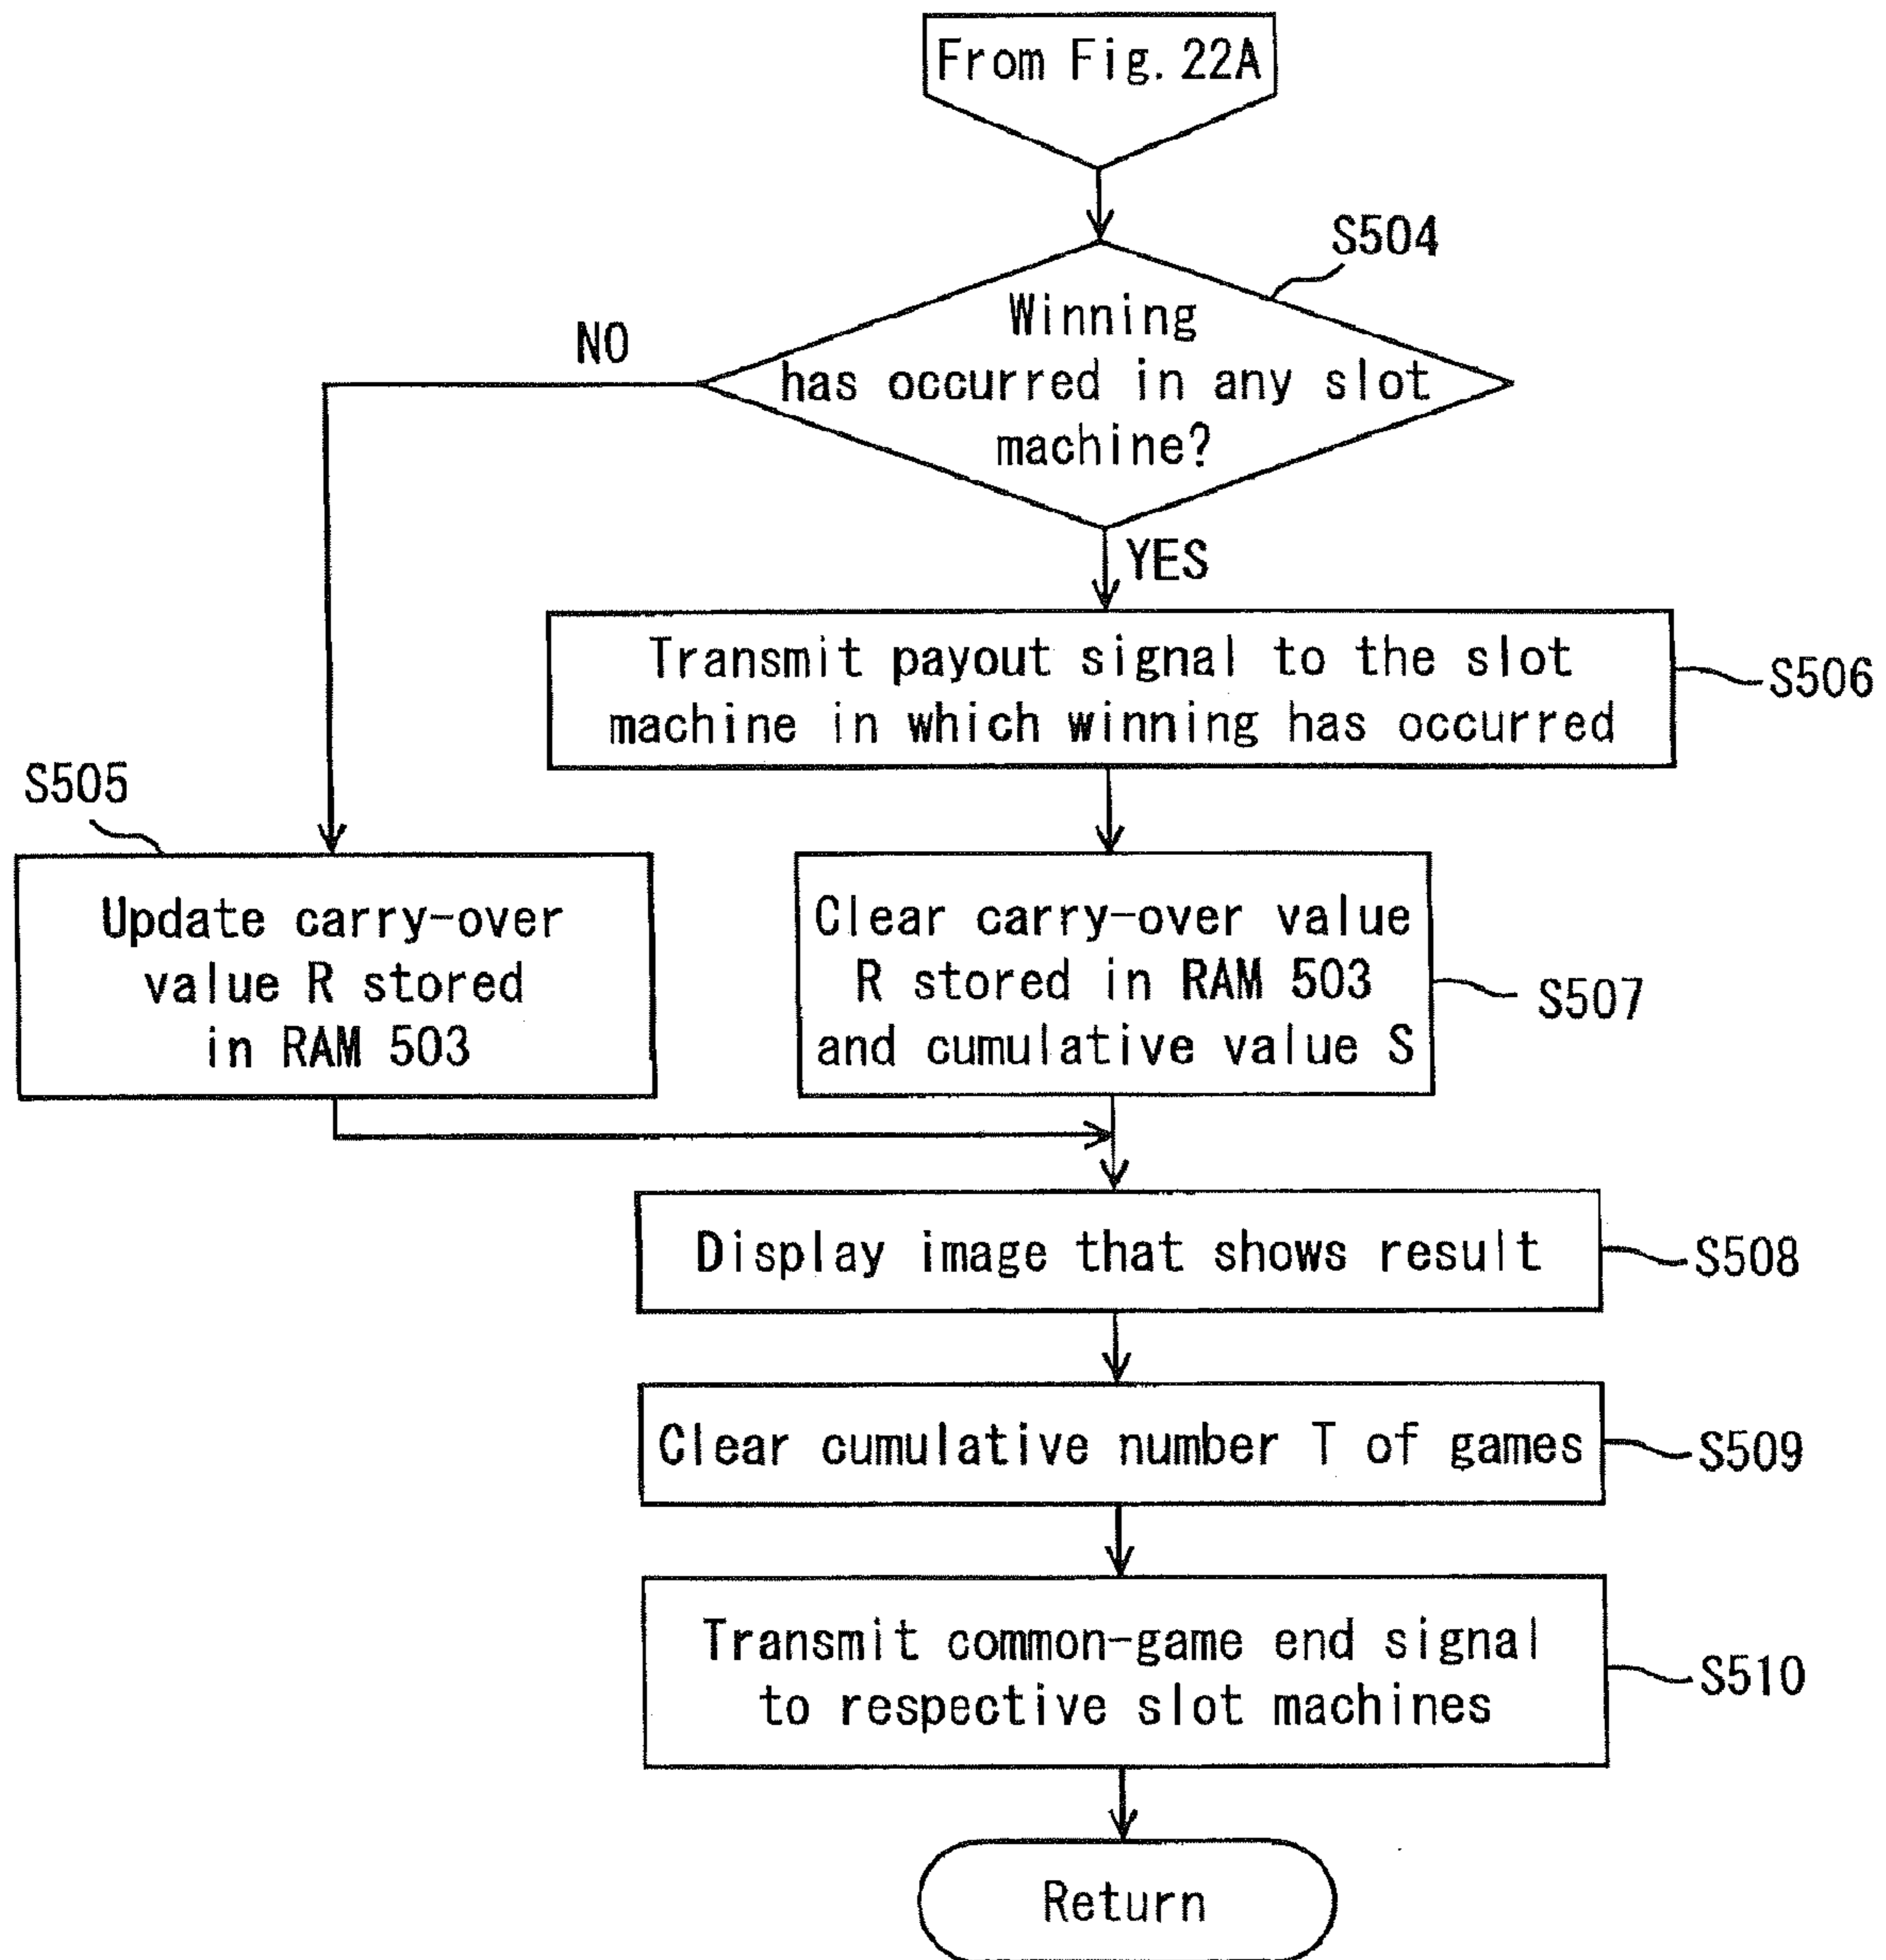 From Fig. 22A
S504
Winning
has occurred in any slot
machine?
NO
YES
Transmit payout signal to the slot
machine in which winning has occurred
S506
S505
Update carry-over
value R stored
in RAM 503
Clear carry-over value
R stored in RAM 503
and cumulative value S
S507
Display image that shows result
S508
Clear cumulative number T of games
S509
Transmit common-game end signal
to respective slot machines
S510
Return